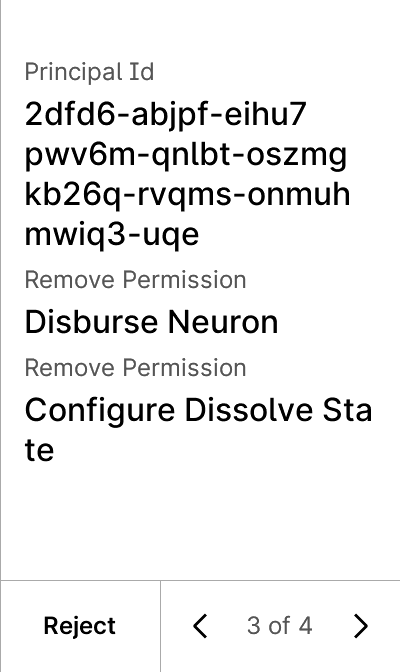 Principal Id
2dfd6-abjpf-eihu7
pwv6m-qnlbt-oszmg
kb26q-rvqms-onmuh
mwiq3-uqe
Remove Permission
Disburse Neuron
Remove Permission
Configure Dissolve Sta
te
Reject
3 of 4